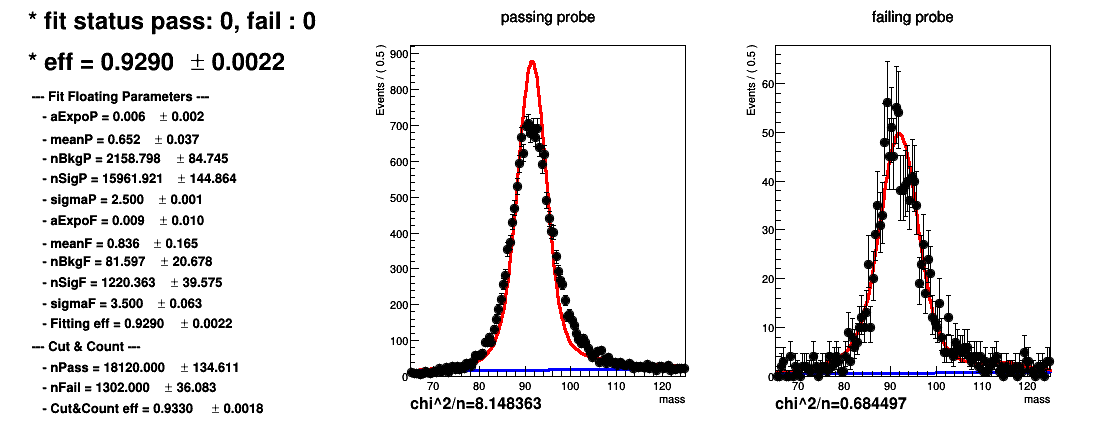 * fit status pass: 0, fail : 0
* eff = 0.9290 ± 0.0022
--- Fit Floating Parameters ---
- aExpoP = 0.006 ± 0.002
- meanP = 0.652 ± 0.037
- nBkgP = 2158.798 ± 84.745
- nSigP = 15961.921 ± 144.864
- sigmaP = 2.500 ± 0.001
- aExpoF = 0.009 ± 0.010
- meanF = 0.836 ± 0.165
- nBkgF = 81.597 ± 20.678
- nSigF = 1220.363 ± 39.575
- sigmaF = 3.500 ± 0.063
- Fitting eff = 0.9290 ± 0.0022
--- Cut & Count ---
- nPass = 18120.000 ± 134.611
- nFail = 1302.000 ± 36.083
- Cut&Count eff = 0.9330 ± 0.0018
passing probe
Events / ( 0.5 )
900
800
700
600
500
400
300
200
100
0
70 80 90 100 110 120
mass
chi^2/n=8.148363
failing probe
Events / ( 0.5 )
60
50
40
30
20
10
0
70 80 90 100 110 120
mass
chi^2/n=0.684497